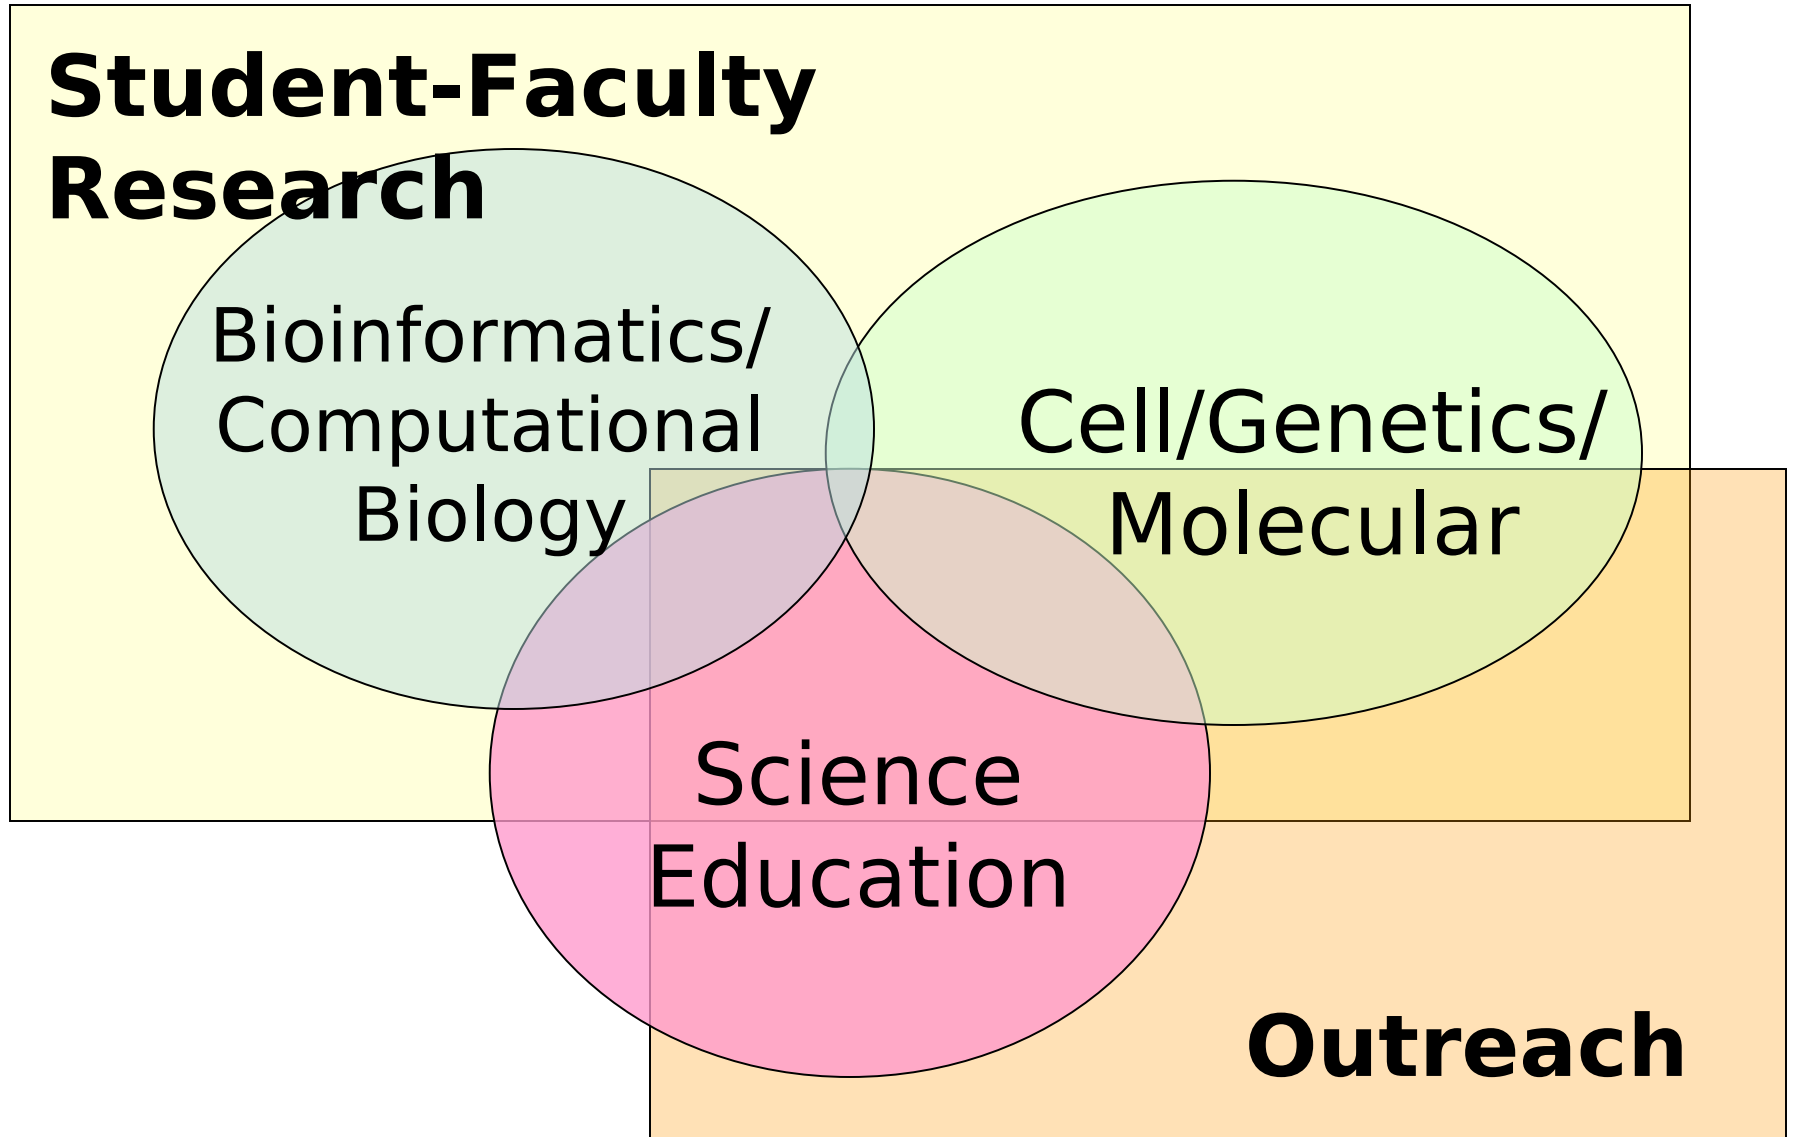 Student-Faculty
Research
Bioinformatics/
Computational
Biology
Cell/Genetics/
Molecular
Science
Education
Outreach